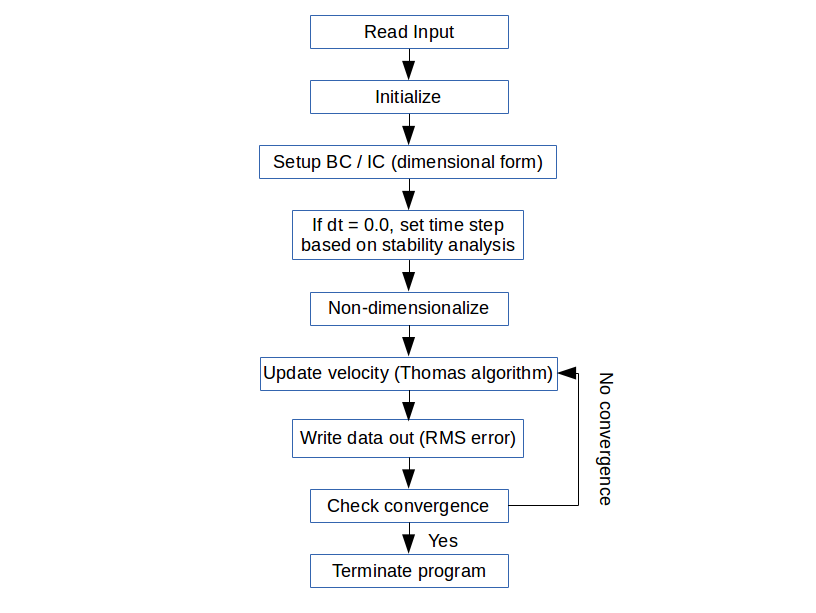 Read Input
Initialize
Setup BC / IC (dimensional form)
If dt = 0.0, set time step
based on stability analysis
Non-dimensionalize
Update velocity (Thomas algorithm)
Write data out (RMS error)
No convergence
Check convergence
Yes
Terminate program